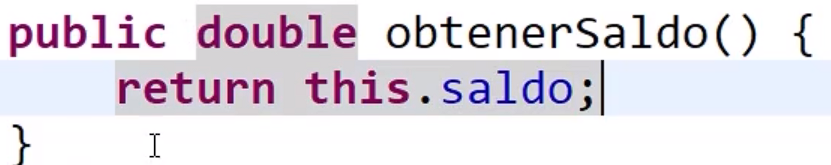 public double obtenerSaldo() {
return this.saldo;
}